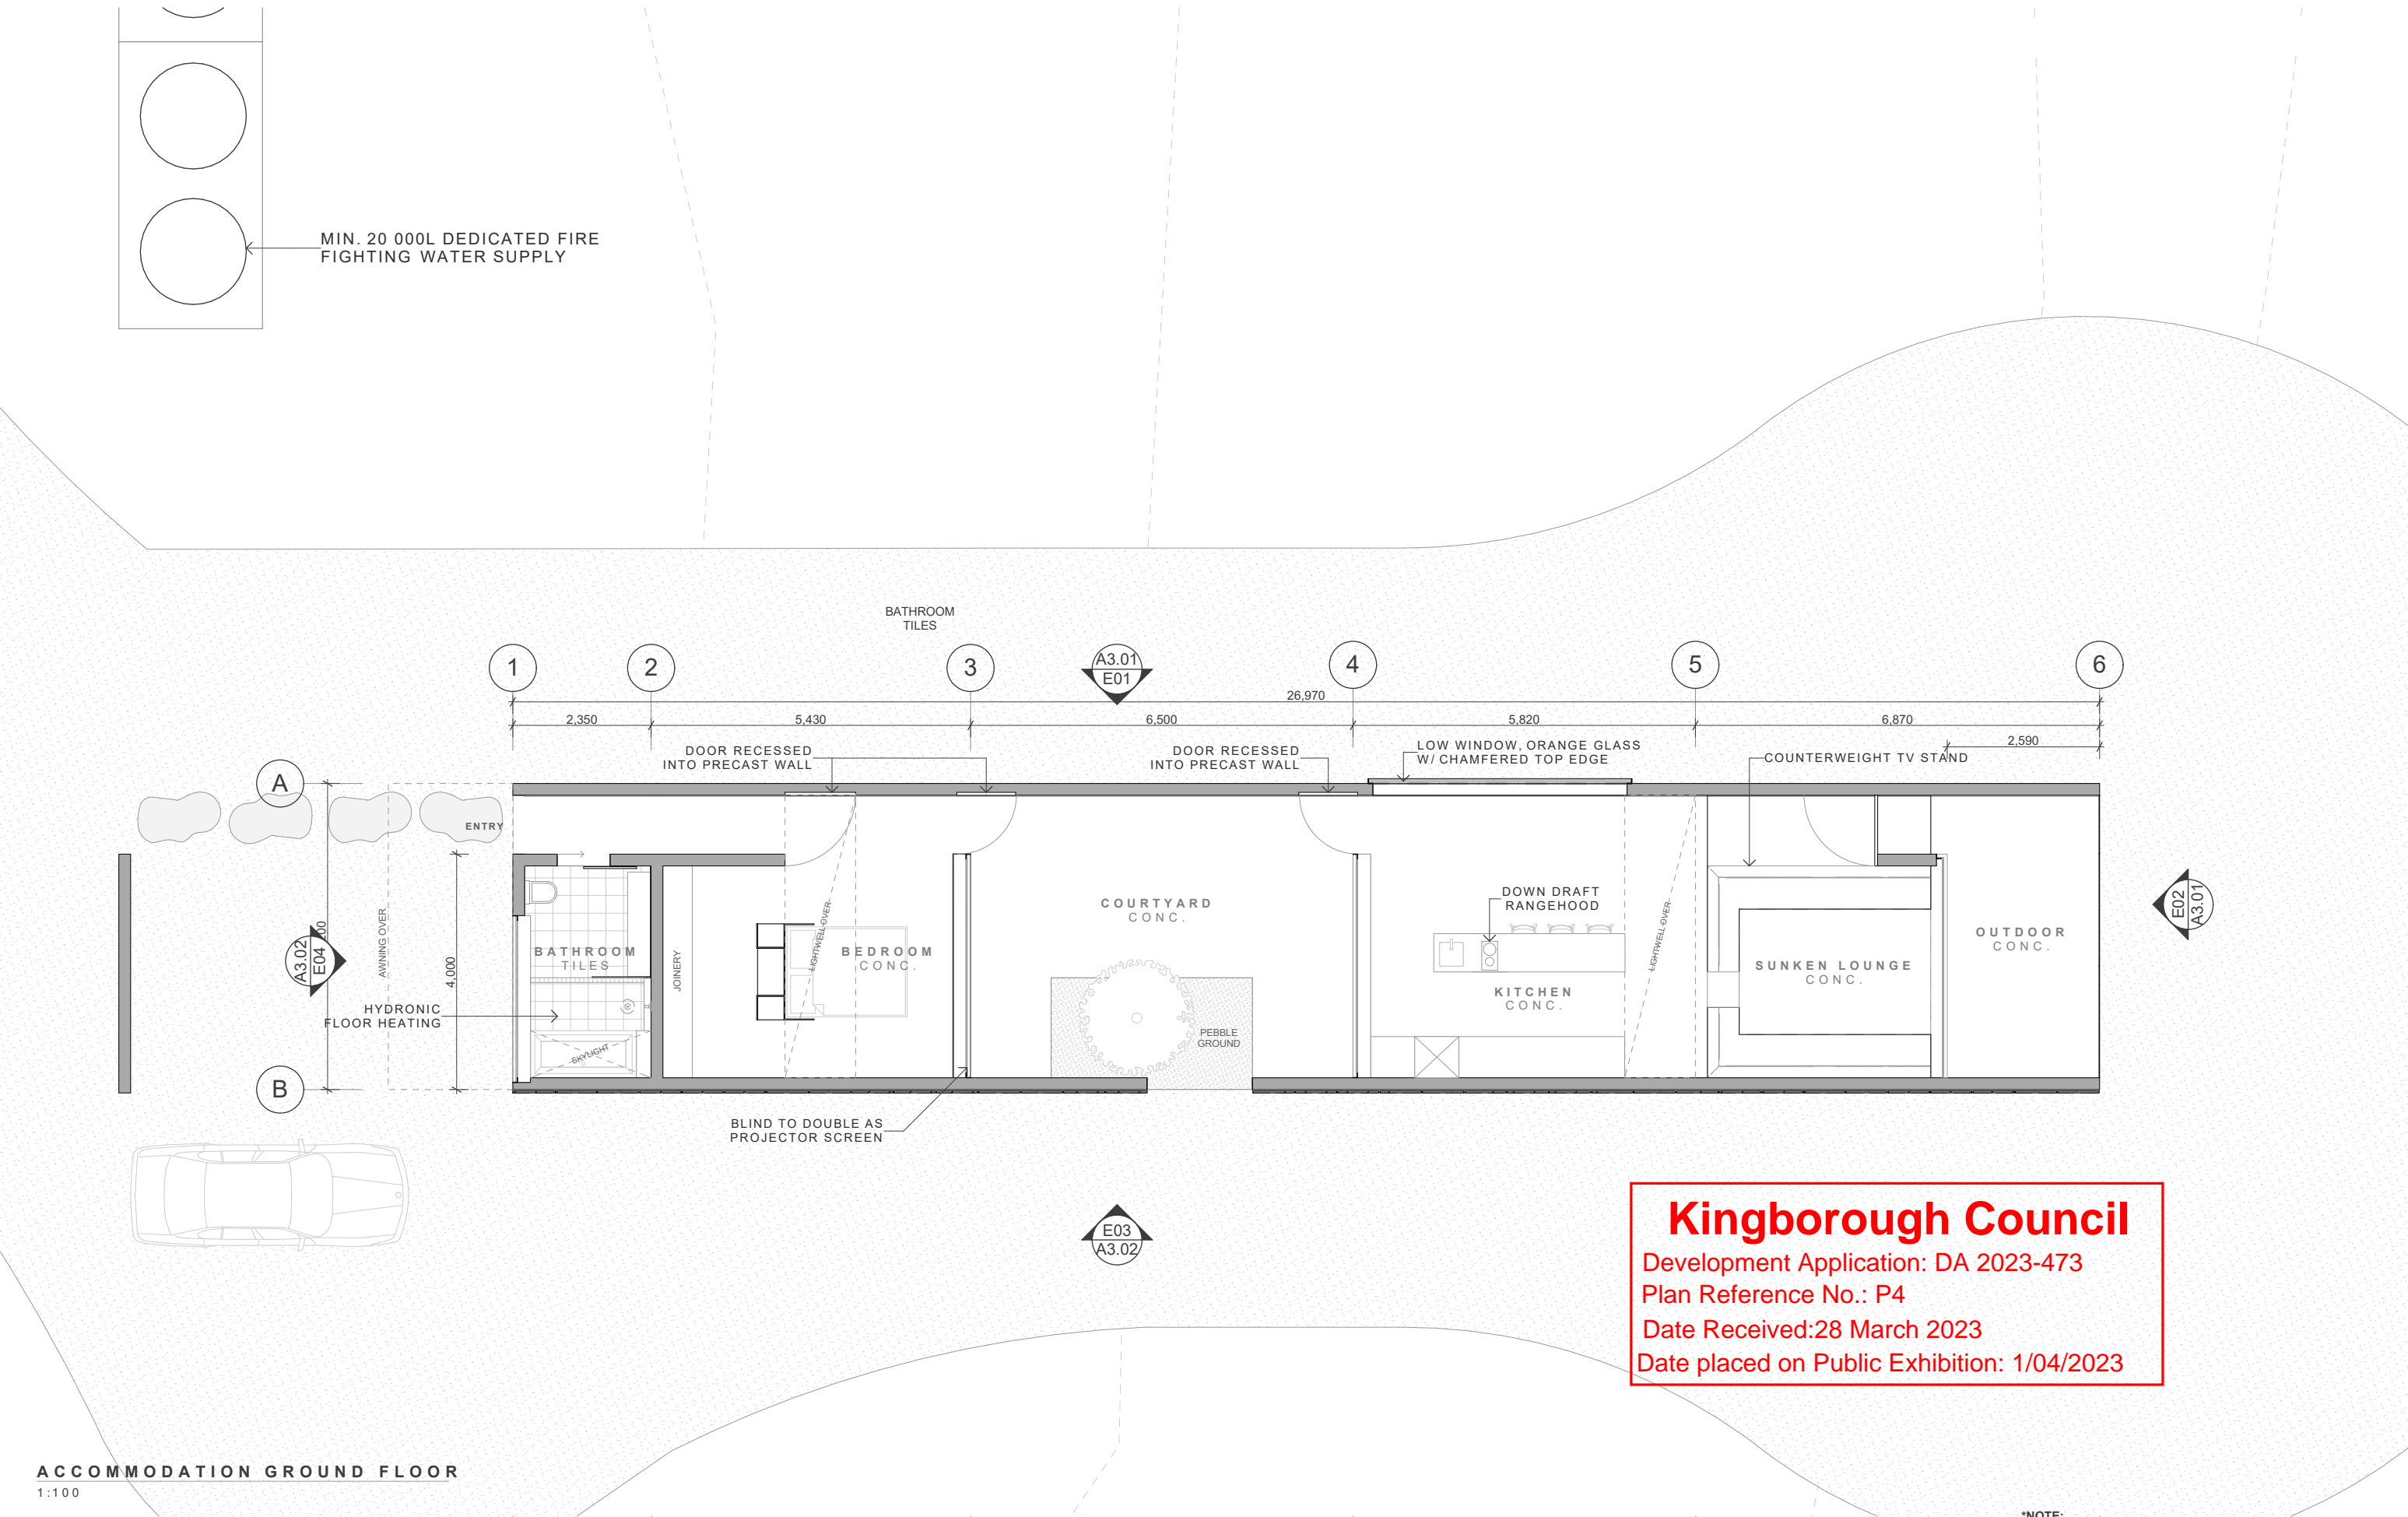 MIN. 20 000L DEDICATED FIRE
FIGHTING WATER SUPPLY
BATHROOM
TILES
1
2
3
A3.01
E01
4
5
6
26,970
2,350
5,430
6,500
5,820
6,870
2,590
DOOR RECESSED
INTO PRECAST WALL
DOOR RECESSED
INTO PRECAST WALL
LOW WINDOW, ORANGE GLASS
W/ CHAMFERED TOP EDGE
COUNTERWEIGHT TV STAND
A
ENTRY
AWNING OVER
4,000
A3.02
E04
BATHROOM
TILES
JOINERY
LIGHTWELL OVER
BEDROOM
CONC.
COURTYARD
CONC.
DOWN DRAFT
RANGEHOOD
KITCHEN
CONC.
LIGHTWELL OVER
SUNKEN LOUNGE
CONC.
OUTDOOR
CONC.
E02
A3.01
HYDRONIC
FLOOR HEATING
SKYLIGHT
PEBBLE
GROUND
B
BLIND TO DOUBLE AS
PROJECTOR SCREEN
E03
A3.02
Kingborough Council
Development Application: DA 2023-473
Plan Reference No.: P4
Date Received:28 March 2023
Date placed on Public Exhibition: 1/04/2023
ACCOMMODATION GROUND FLOOR
1:100
*NOTE: